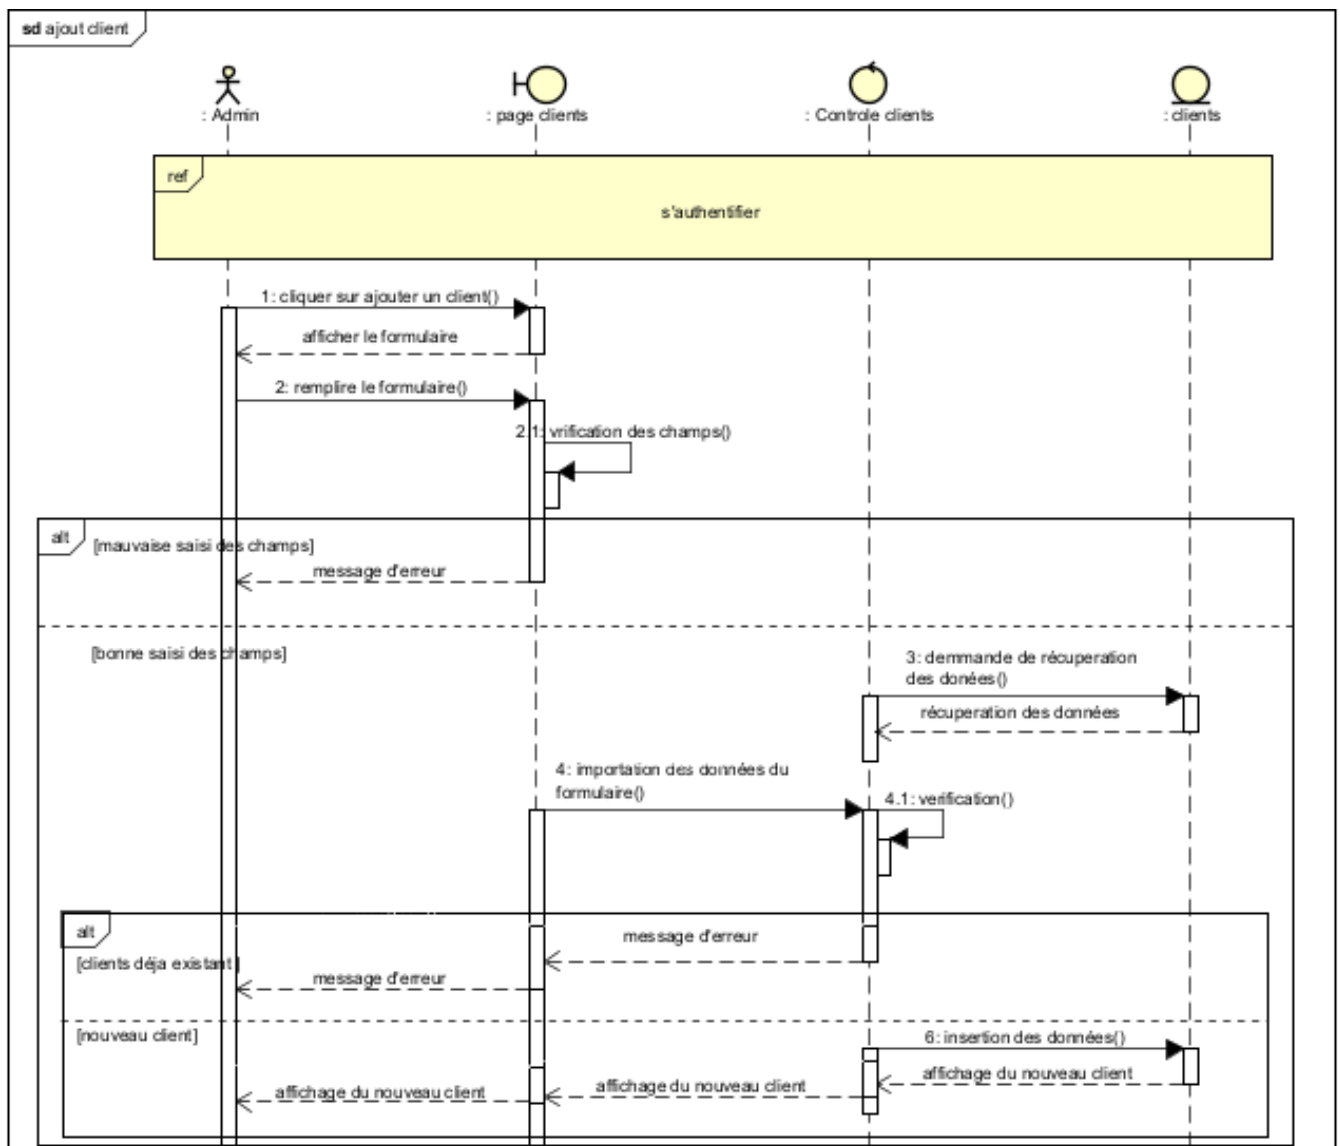 sd ajout client
: Admin
: page clients
: Controle clients
: clients
ref
s'authentifier
1: cliquer sur ajouter un client()
afficher le formulaire
2: remplire le formulaire()
2.1: vrification des champs()
alt
[mauvaise saisi des champs]
message d'erreur
[bonne saisi des champs]
3: demmande de récuperation
des donées()
récuperation des données
4: importation des données du
formulaire()
4.1: verification()
alt
message d'erreur
[clients déja existant ]
message d'erreur
[nouveau client]
6: insertion des données()
affichage du nouveau client
affichage du nouveau client
affichage du nouveau client